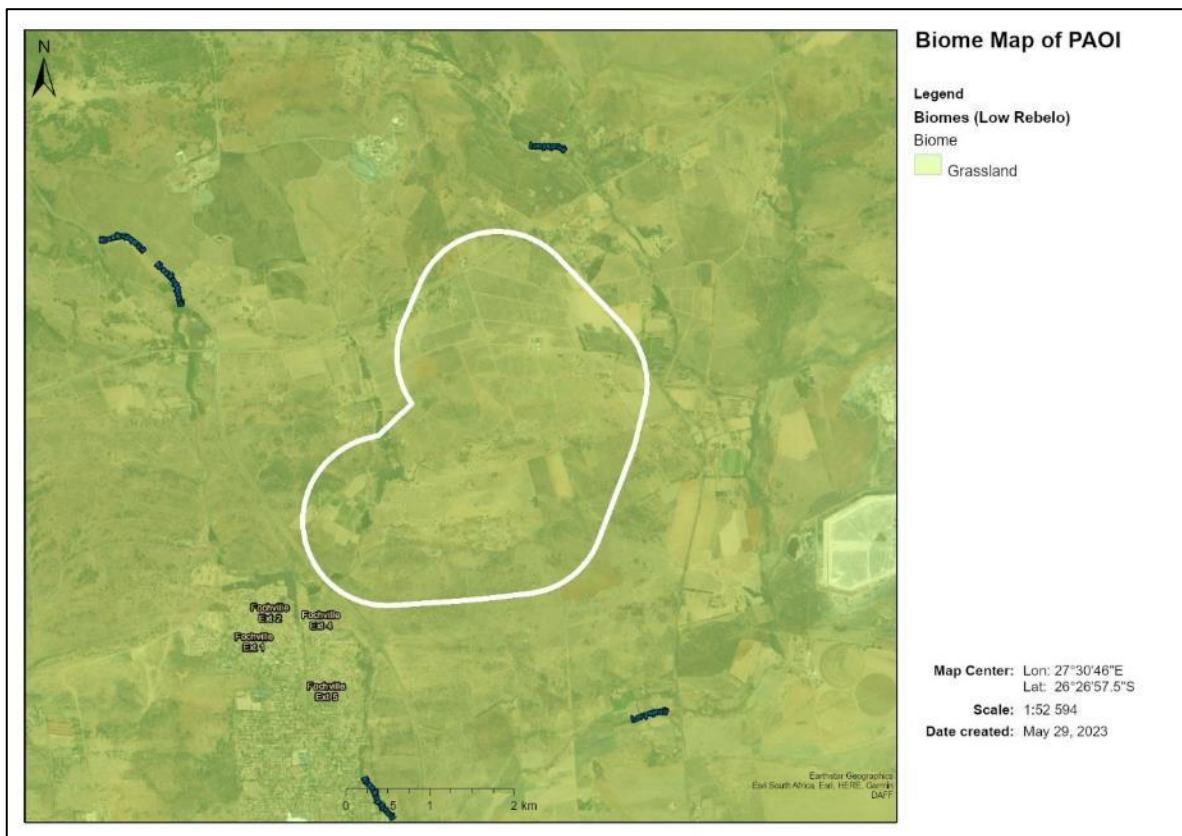 Biome Map of PAOI
Legend
Biomes (Low Rebelo)
Biome
Grassland
N
Fochville
Ext 2
Fochville
Ext 4
Fochville
Ext 1
Fochville
Ext 5
0
1
2 km
Map Center: Lon: 27°30'46"E
Lat: 26°26'57.5"S
Scale: 1:52 594
Date created: May 29, 2023
Earthstar Geographics
Esri South Africa, Esri, HERE, Garmin
DAFF